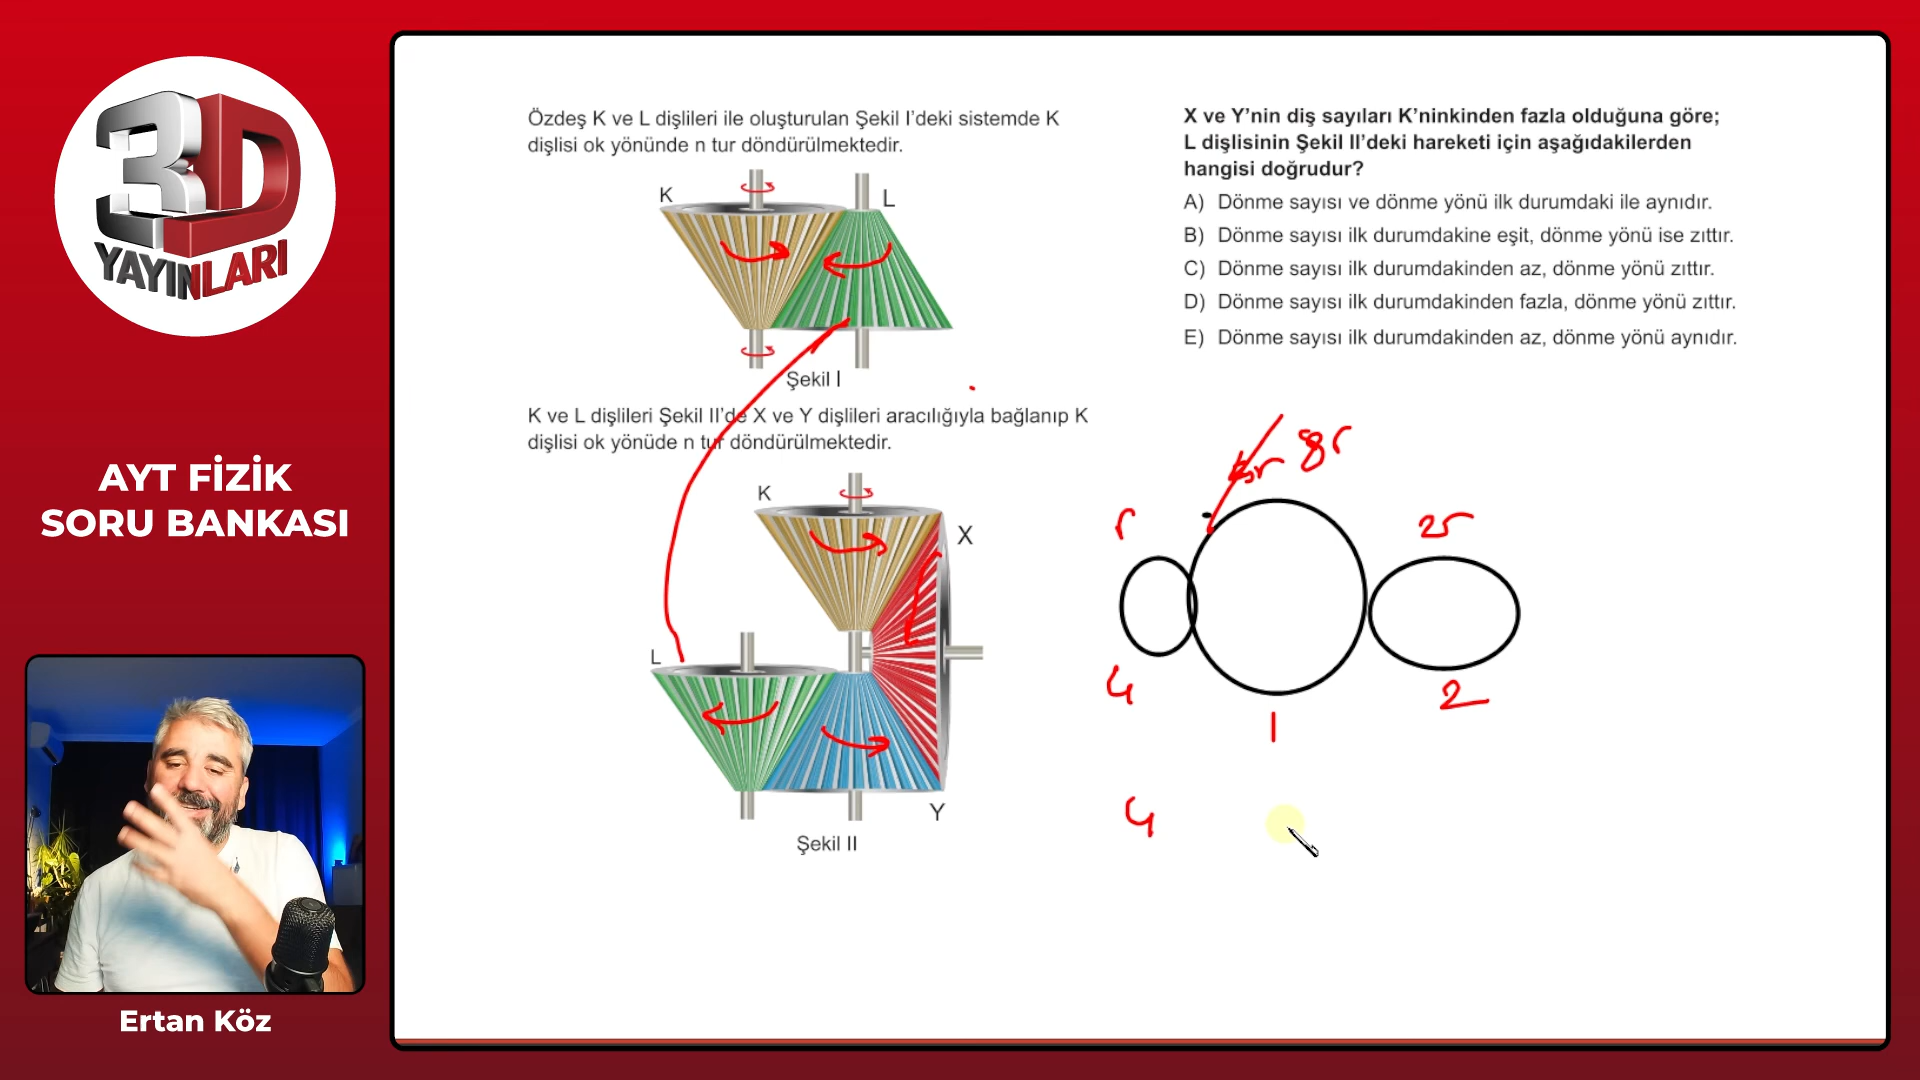 3D
YAYINLARI
AYT FİZİK
SORU BANKASI
Ertan Köz
Özdeş K ve L dişlileri ile oluşturulan Şekil I'deki sistemde K
dişlisi ok yönünde n tur döndürülmektedir.
K
L
Şekil I
K ve L dişlileri Şekil II'de X ve Y dişlileri aracılığıyla bağlanıp K
dişlisi ok yönüde n tur döndürülmektedir.
K
X
L
Y
Şekil II
X ve Y'nin diş sayıları K'ninkinden fazla olduğuna göre;
L dişlisinin Şekil II'deki hareketi için aşağıdakilerden
hangisi doğrudur?
A) Dönme sayısı ve dönme yönü ilk durumdaki ile aynıdır.
B) Dönme sayısı ilk durumdakine eşit, dönme yönü ise zıttır.
C) Dönme sayısı ilk durumdakinden az, dönme yönü zıttır.
D) Dönme sayısı ilk durumdakinden fazla, dönme yönü zıttır.
E) Dönme sayısı ilk durumdakinden az, dönme yönü aynıdır.
8r
r
2r
4
1
2
4